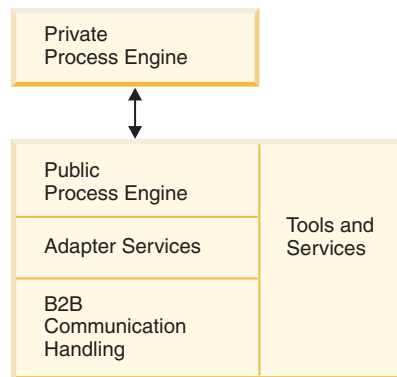 Private
Process Engine
Public
Process Engine
Adapter Services
B2B
Communication
Handling
Tools and
Services